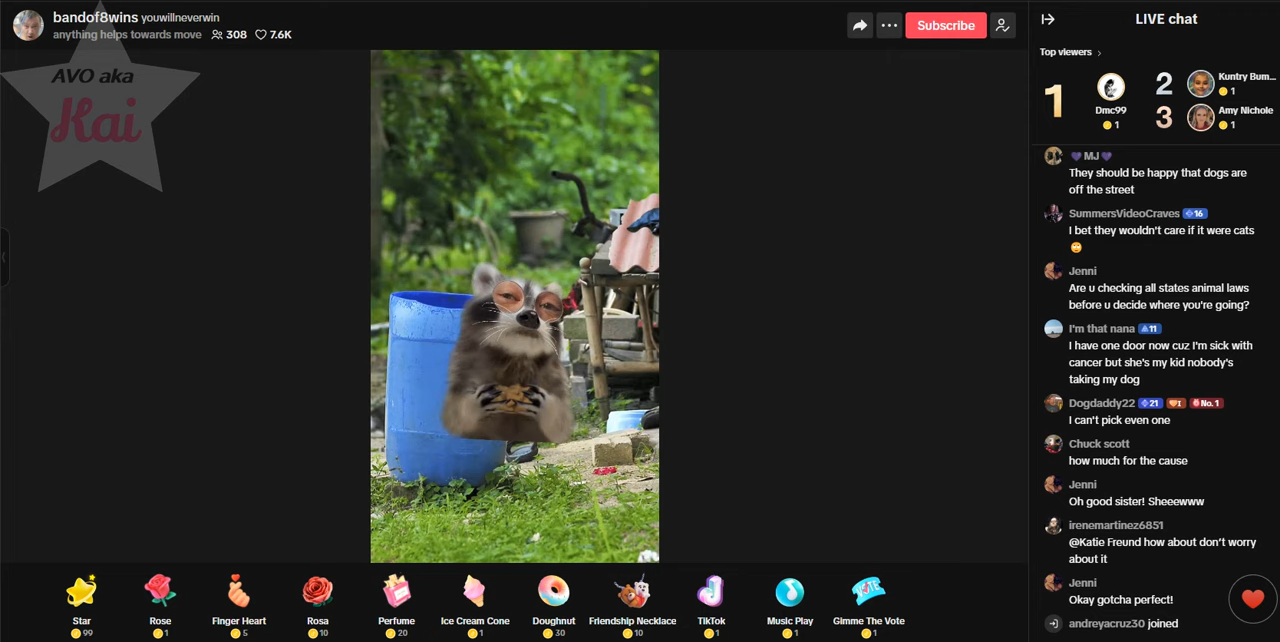 bandof8wins youwillneverwin
anything helps towards move 308 7.6K
AVO aka
Kai
Subscribe
LIVE chat
Top viewers
1 Dmc99 1
2 Kuntry Bum... 1
3 Amy Nichole 1
MJ
They should be happy that dogs are
off the street
SummersVideoCraves 16
I bet they wouldn't care if it were cats
Jenni
Are u checking all states animal laws
before u decide where you're going?
I'm that nana 11
I have one door now cuz I'm sick with
cancer but she's my kid nobody's
taking my dog
Dogdaddy22 21 I No. 1
I can't pick even one
Chuck scott
how much for the cause
Jenni
Oh good sister! Sheeewww
irenemartinez6851
@Katie Freund how about don't worry
about it
Jenni
Okay gotcha perfect!
andreyacruz30 joined
Star
99
Rose
1
Finger Heart
5
Rosa
10
Perfume
20
Ice Cream Cone
1
Doughnut
30
Friendship Necklace
10
TikTok
1
Music Play
1
VOTE
Gimme The Vote
1